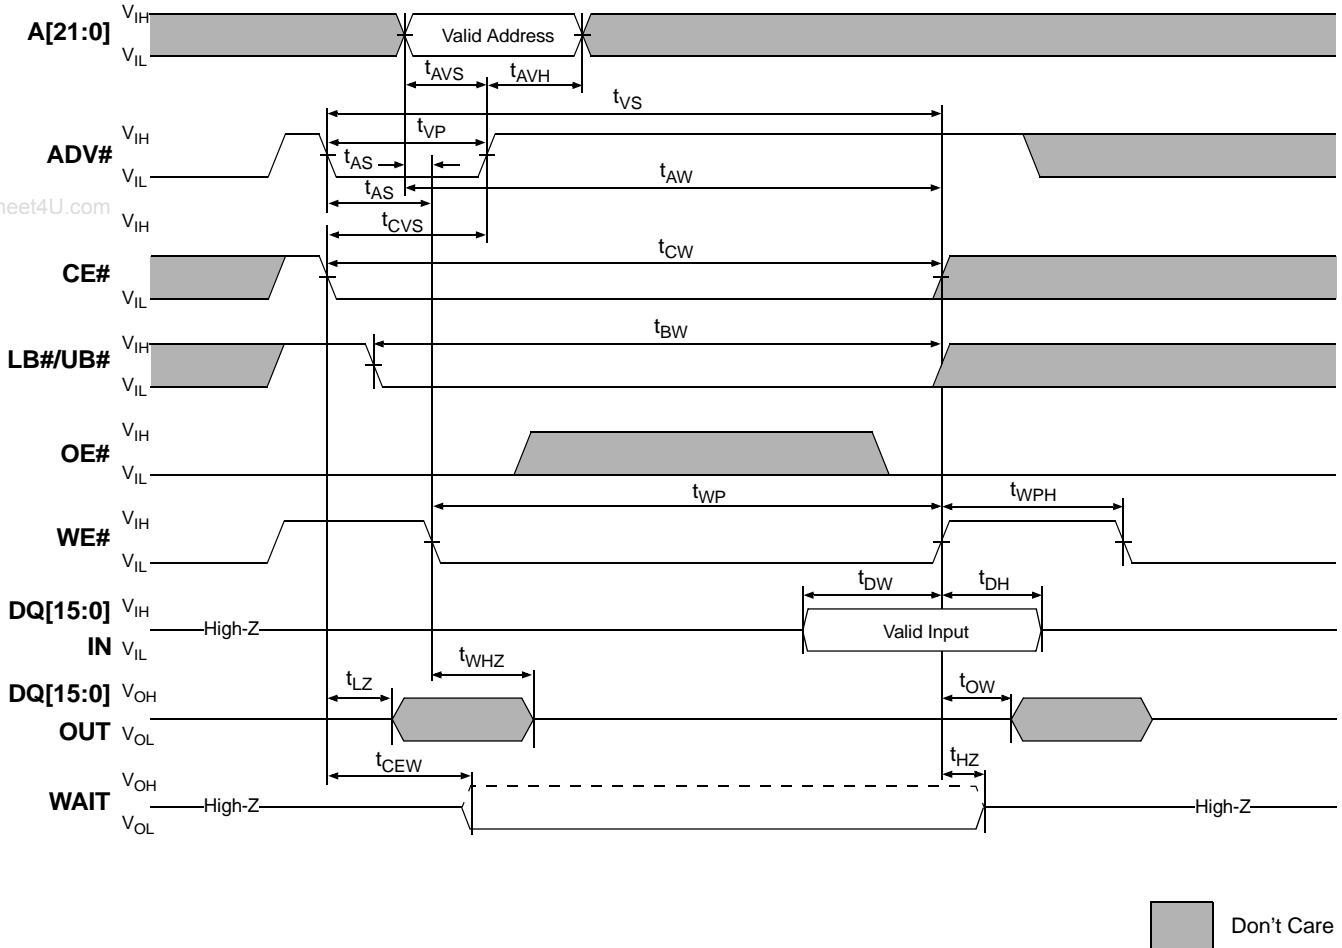 A[21:0] VIH Valid Address
VIL
tAVS tAVH
tVS
ADV# VIH tVP
VIL tAS
tAW
tAS
heet4U.com
VIH tCVS
CE# tCW
VIL
LB#/UB# VIH tBW
VIL
OE# VIH
VIL
tWP tWPH
WE# VIH
VIL
tDW tDH
DQ[15:0] VIH High-Z Valid Input
IN VIL
tWHZ
DQ[15:0] VOH tLZ tOW
OUT VOL
tCEW tHZ
WAIT VOH High-Z High-Z
VOL
Don't Care